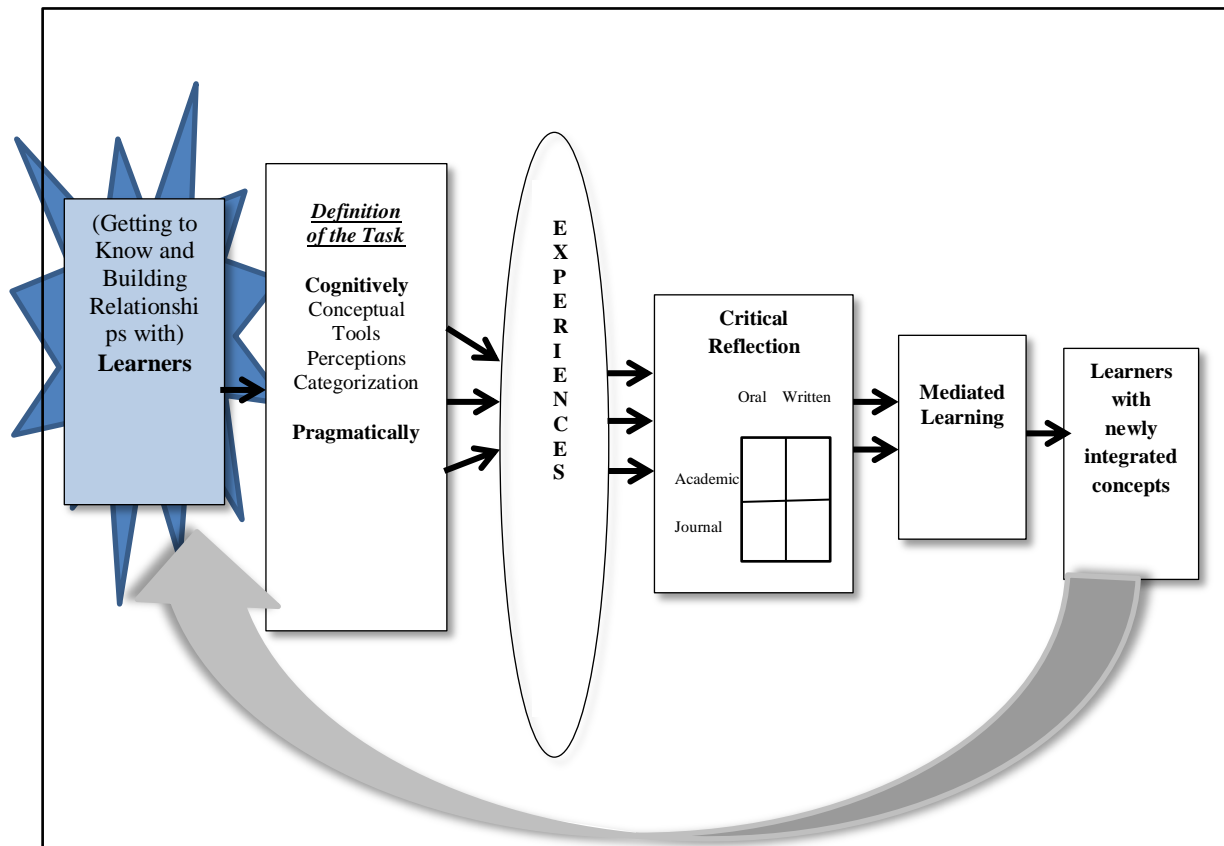 (Getting to
Know and
Building
Relationshi
ps with)
Learners
Definition
of the Task
Cognitively
Conceptual
Tools
Perceptions
Categorization
Pragmatically
E
X
P
E
R
I
E
N
C
E
S
Critical
Reflection
Oral Written
Academic
Journal
Mediated
Learning
Learners
with
newly
integrated
concepts